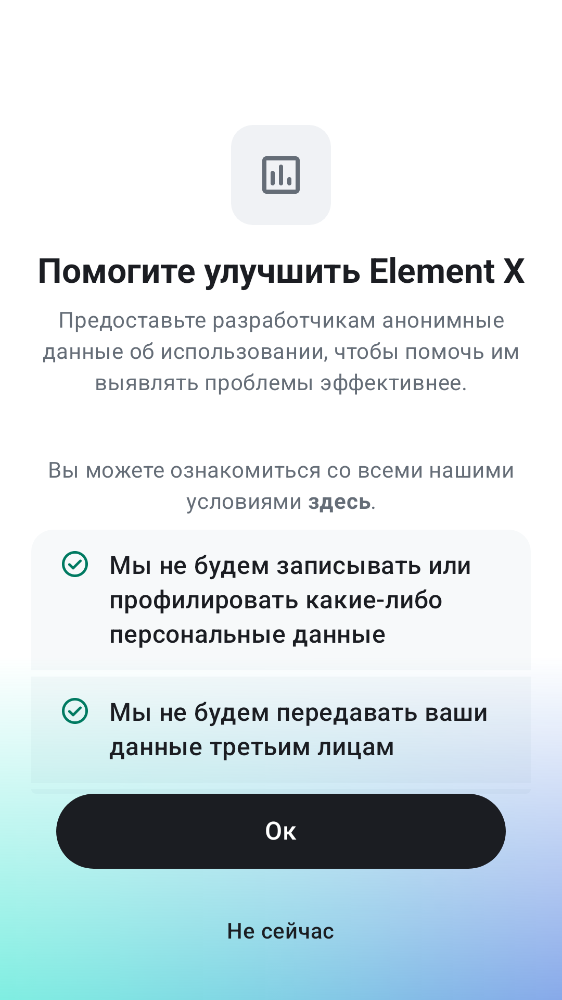 Помогите улучшить Element X
Предоставьте разработчикам анонимные
данные об использовании, чтобы помочь им
выявлять проблемы эффективнее.
Вы можете ознакомиться со всеми нашими
условиями здесь.
Мы не будем записывать или
профилировать какие-либо
персональные данные
Мы не будем передавать ваши
данные третьим лицам
Ок
Не сейчас